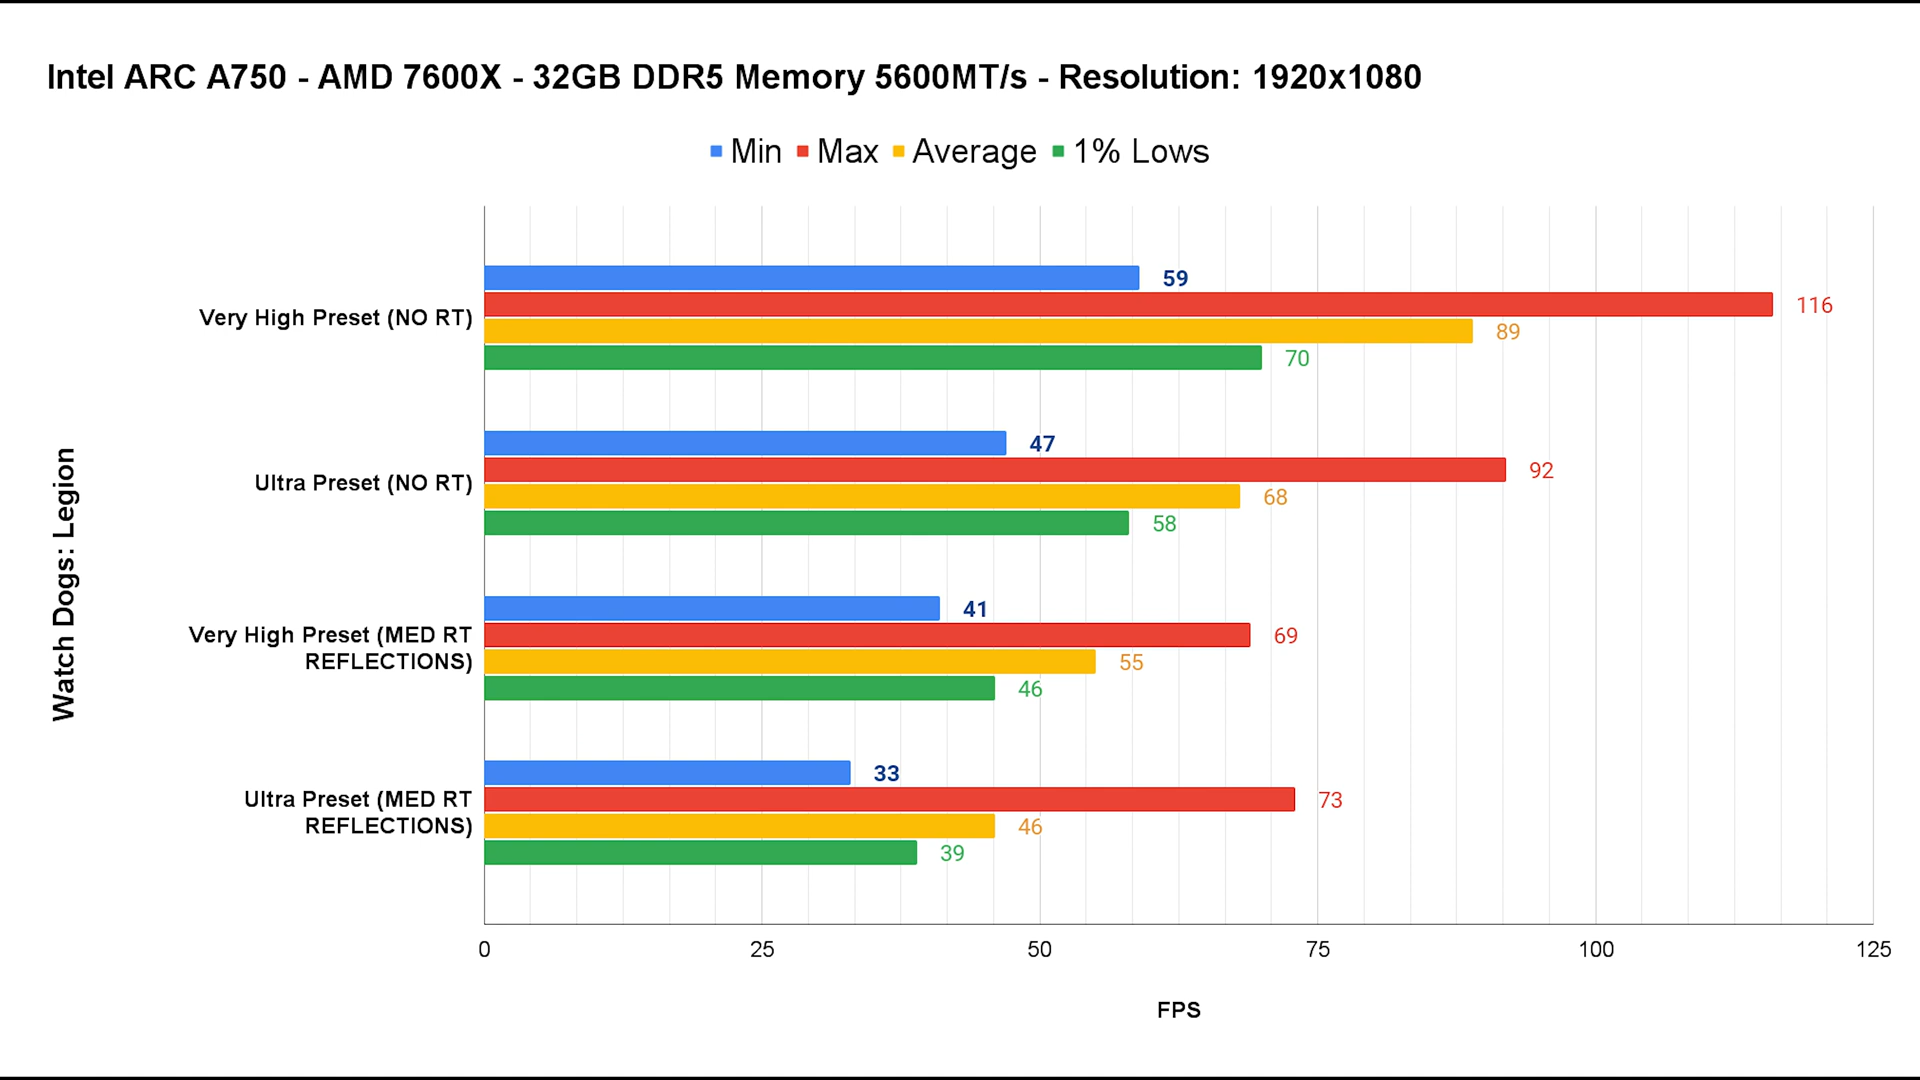 Intel ARC A750 - AMD 7600X - 32GB DDR5 Memory 5600MT/s - Resolution: 1920x1080
Min Max Average 1% Lows
Watch Dogs: Legion
Very High Preset (NO RT)
59
116
89
70
Ultra Preset (NO RT)
47
92
68
58
Very High Preset (MED RT
REFLECTIONS)
41
69
55
46
Ultra Preset (MED RT
REFLECTIONS)
33
73
46
39
0 25 50 75 100 125
FPS